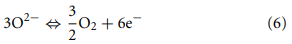 3O²⁻ ⇔ 3/2 O₂ + 6e⁻ (6)